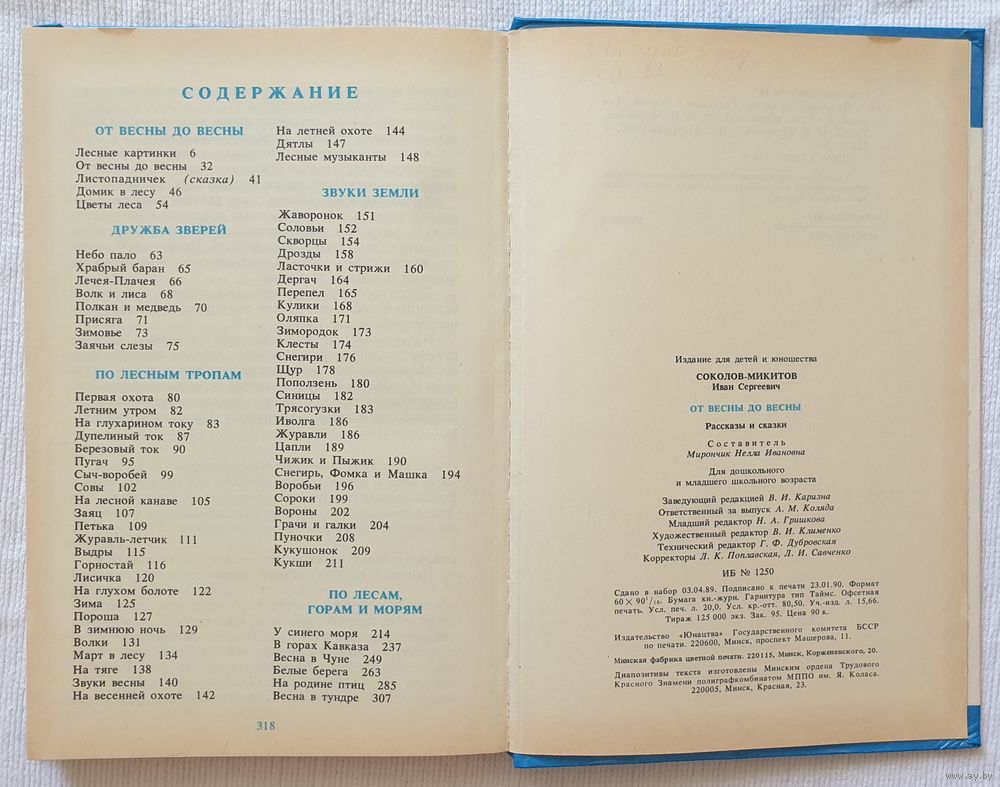 СОДЕРЖАНИЕ
ОТ ВЕСНЫ ДО ВЕСНЫ
Лесные картинки 6
От весны до весны 32
Листопадничек (сказка) 41
Домик в лесу 46
Цветы леса 54
ДРУЖБА ЗВЕРЕЙ
Небо пало 63
Храбрый баран 65
Лечея-Плачея 66
Волк и лиса 68
Полкан и медведь 70
Присяга 71
Зимовье 73
Заячьи слезы 75
ПО ЛЕСНЫМ ТРОПАМ
Первая охота 80
Летним утром 82
На глухарином току 83
Дупелиный ток 87
Березовый ток 90
Пугач 95
Сыч-воробей 99
Совы 102
На лесной канаве 105
Заяц 107
Петька 109
Журавль-летчик 111
Выдры 115
Горностай 116
Лисичка 120
На глухом болоте 122
Зима 125
Пороша 127
В зимнюю ночь 129
Волки 131
Март в лесу 134
На тяге 138
Звуки весны 140
На весенней охоте 142
На летней охоте 144
Дятлы 147
Лесные музыканты 148
ЗВУКИ ЗЕМЛИ
Жаворонок 151
Соловьи 152
Скворцы 154
Дрозды 158
Ласточки и стрижи 160
Дергач 164
Перепел 165
Кулики 168
Оляпка 171
Зимородок 173
Клесты 174
Снегири 176
Щур 178
Поползень 180
Синицы 182
Трясогузки 183
Иволга 186
Журавли 186
Цапли 189
Чижик и Пыжик 190
Снегирь, Фомка и Машка 194
Воробьи 196
Сороки 199
Вороны 202
Грачи и галки 204
Пуночки 208
Кукушонок 209
Кукши 211
ПО ЛЕСАМ,
ГОРАМ И МОРЯМ
У синего моря 214
В горах Кавказа 237
Весна в Чуне 249
Белые берега 263
На родине птиц 285
Весна в тундре 307
318
Издание для детей и юношества
СОКОЛОВ-МИКИТОВ
Иван Сергеевич
ОТ ВЕСНЫ ДО ВЕСНЫ
Рассказы и сказки
Составитель
Мирончик Нелла Ивановна
Для дошкольного
и младшего школьного возраста
Заведующий редакцией В. И. Каризна
Ответственный за выпуск А. М. Коляда
Младший редактор Н. А. Гришкова
Художественный редактор В. И. Клименко
Технический редактор Г. Ф. Дубровская
Корректоры Л. К. Поплавская, Л. И. Савченко
ИБ № 1250
Сдано в набор 03.04.89. Подписано к печати 23.01.90. Формат
60×90¹/₁₆. Бумага кн.-журн. Гарнитура тип Таймс. Офсетная
печать. Усл. печ. л. 20,0. Усл. кр.-отт. 80,50. Уч.-изд. л. 15,66.
Тираж 125 000 экз. Зак. 95. Цена 90 к.
Издательство «Юнацтва» Государственного комитета БССР
по печати. 220600, Минск, проспект Машерова, 11.
Минская фабрика цветной печати. 220115, Минск, Корженевского, 20.
Диапозитивы текста изготовлены Минским ордена Трудового
Красного Знамени полиграфкомбинатом МППО им. Я. Коласа.
220005, Минск, Красная, 23.
www.ay.by